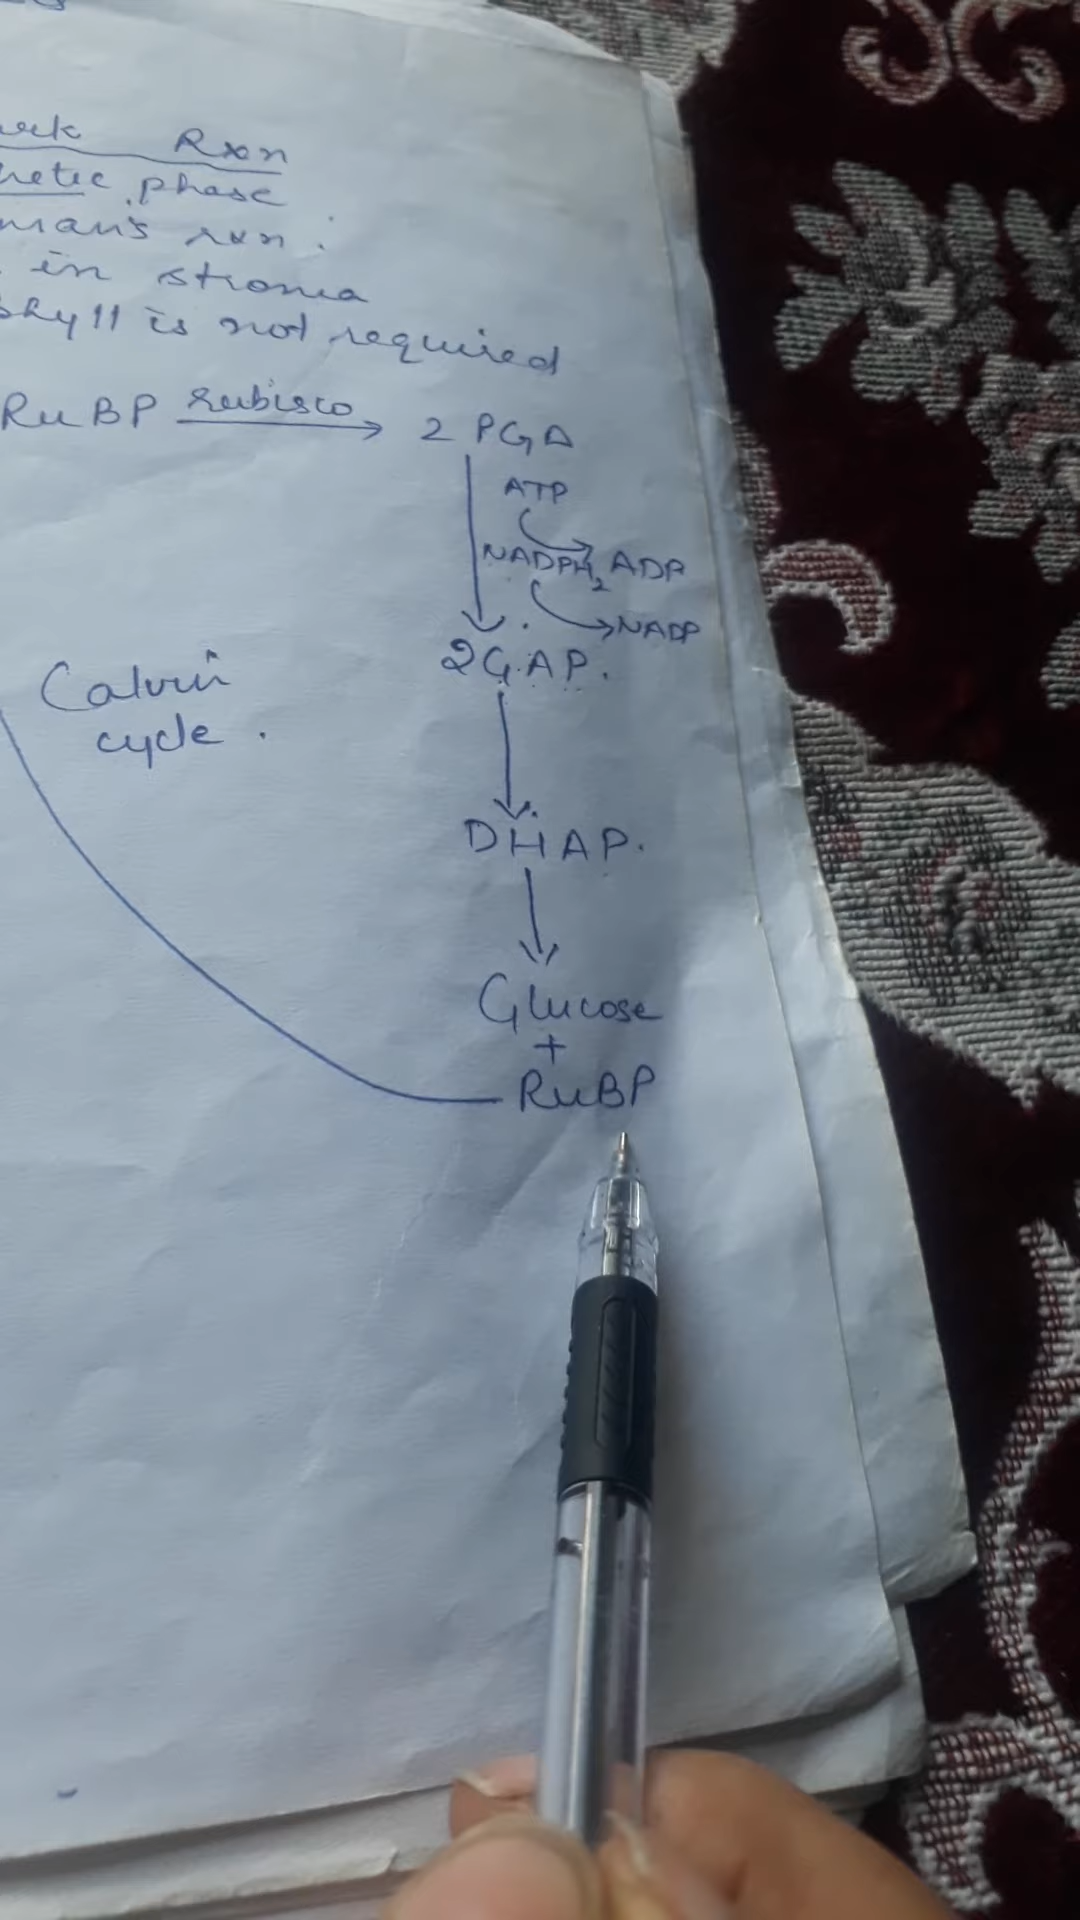 Rxn
phase
rxn.
in stroma
is not required
RuBP rubisco 2 PGA
ATP
NADPH2 ADP
NADP
2GAP.
Calvin
cycle.
DHAP.
Glucose
+
RuBP